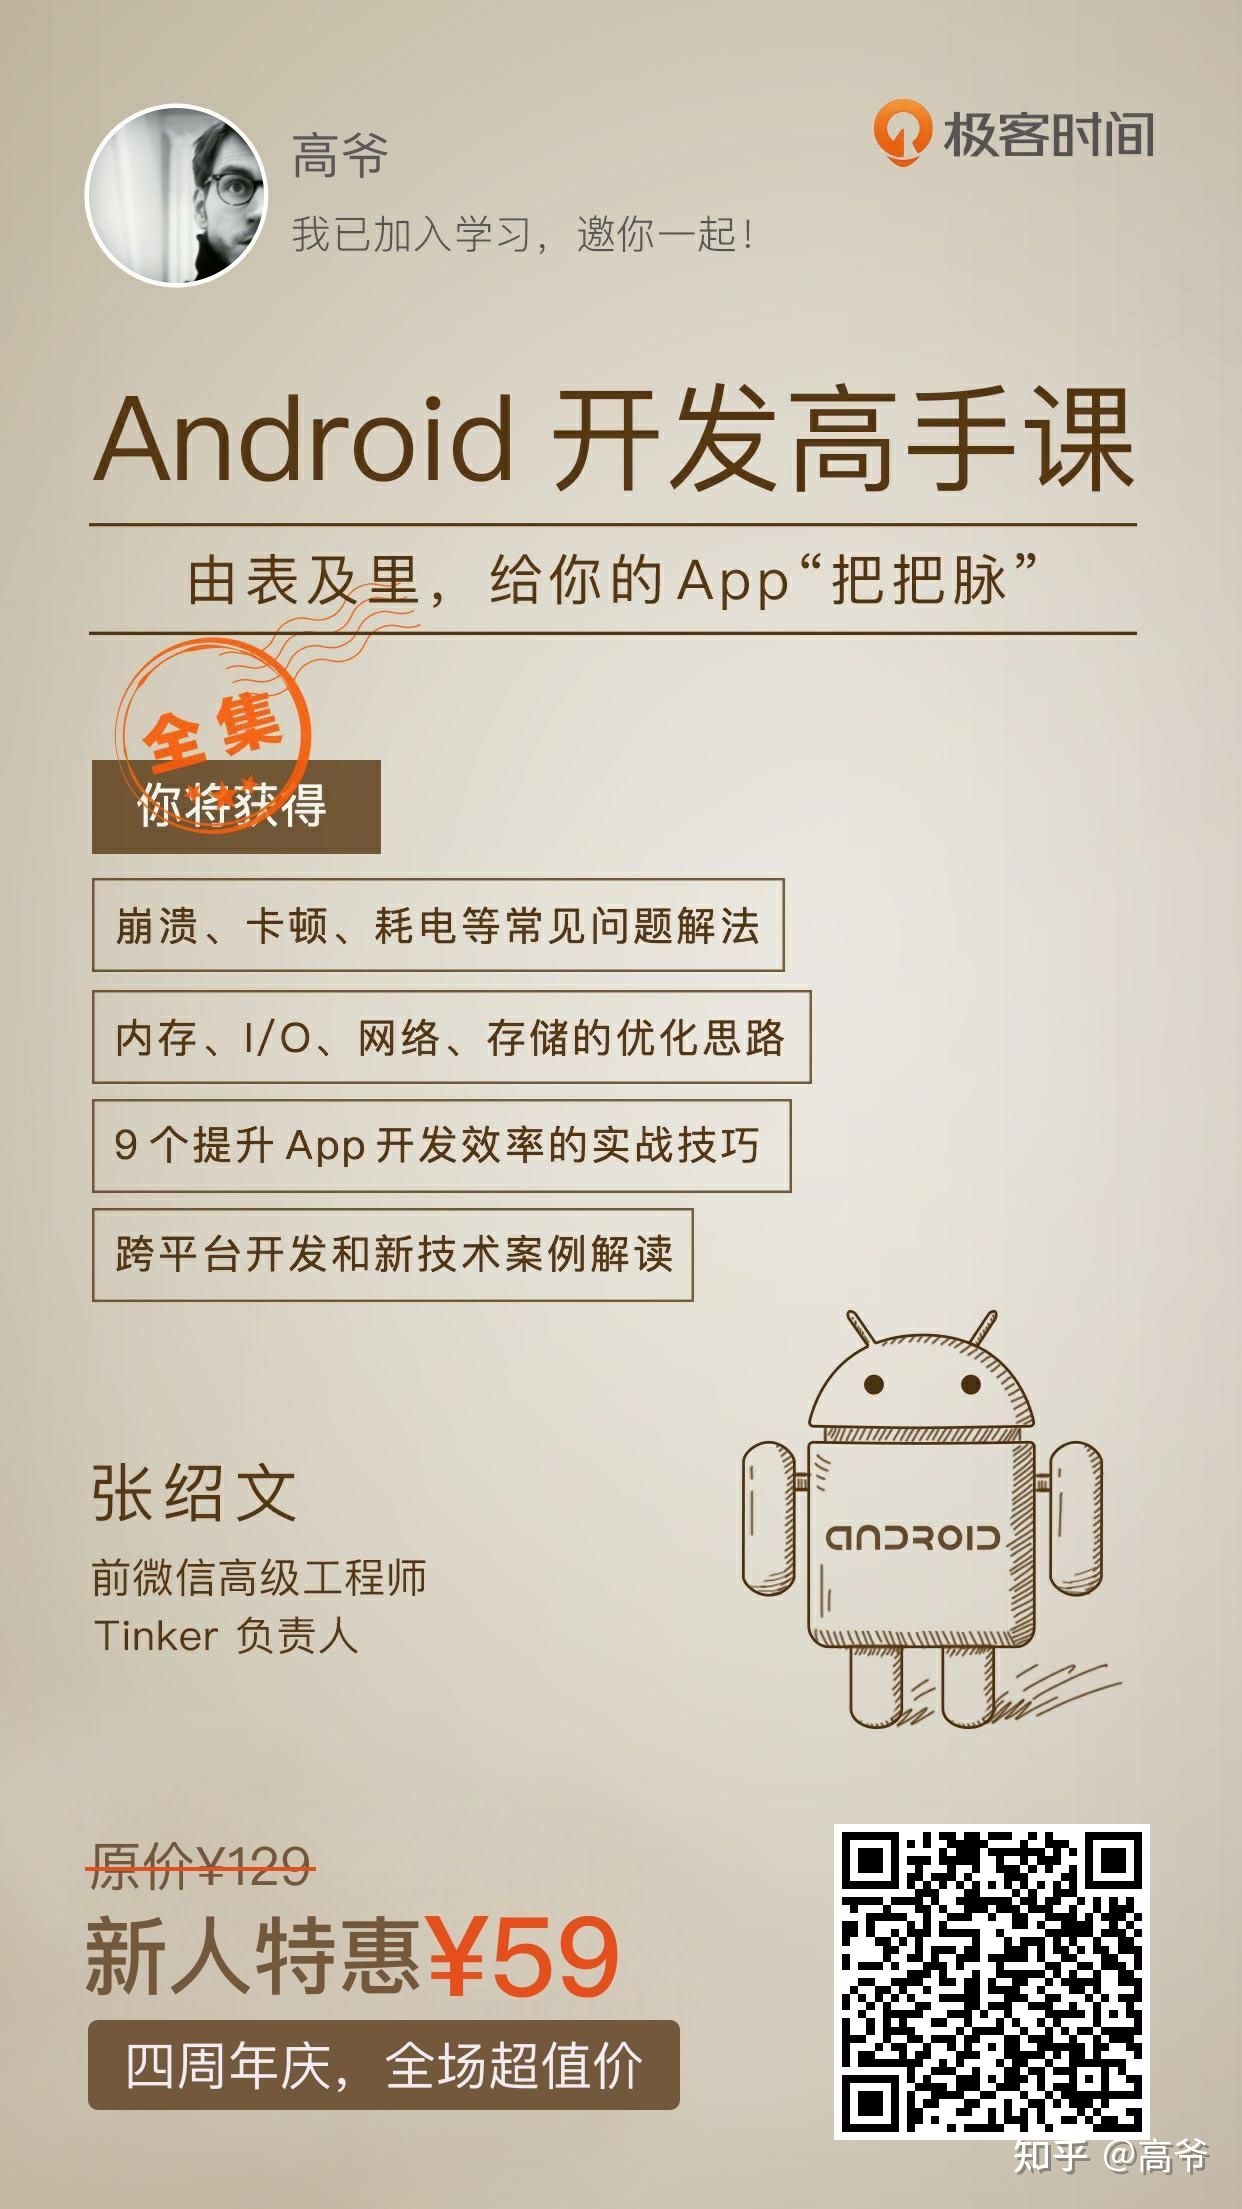 高爷
极客时间
我已加入学习，邀你一起！
Android 开发高手课
由表及里，给你的App“把把脉”
全集
你将获得
崩溃、卡顿、耗电等常见问题解法
内存、I/O、网络、存储的优化思路
9 个提升 App 开发效率的实战技巧
跨平台开发和新技术案例解读
ANDROID
张绍文
前微信高级工程师
Tinker 负责人
原价¥129
新人特惠¥59
四周年庆，全场超值价
知乎 @高爷